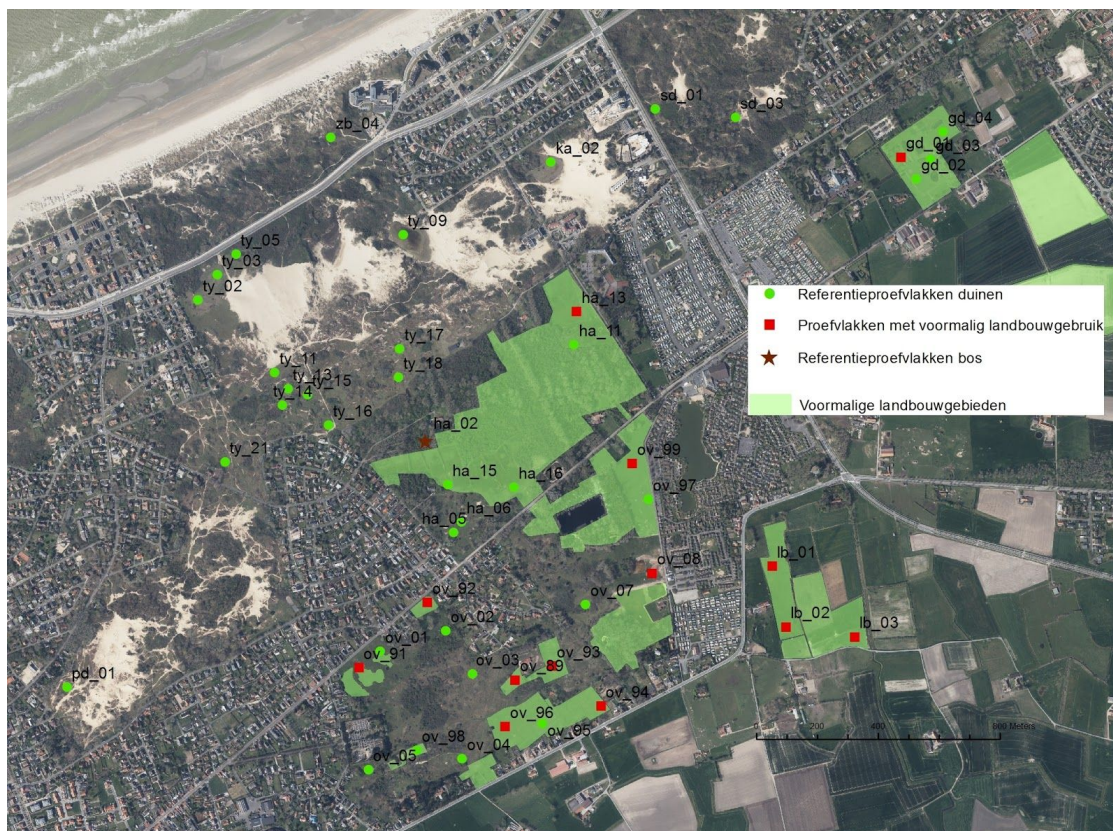 sd_01
sd_03
gd_04
zb_04
gd_01
gd_03
ka_02
gd_02
ty_09
ty_05
ty_03
ty_02
Referentieproefvlakken duinen
ha_13
Proefvlakken met voormalig landbouwgebruik
ha_11
ty_17
Referentieproefvlakken bos
ty_18
ty_11
ty_13
ty_15
ty_14
Voormalige landbouwgebieden
ty_16
ha_02
ov_99
ty_21
ha_15
ha_16
ov_97
ha_06
ha_05
ov_08
lb_01
ov_92
ov_07
ov_02
lb_02
lb_03
ov_01
ov_91
ov_93
ov_03
ov_89
pd_01
ov_94
ov_96
ov_95
ov_98
ov_04
ov_05
200
400
800 Meters